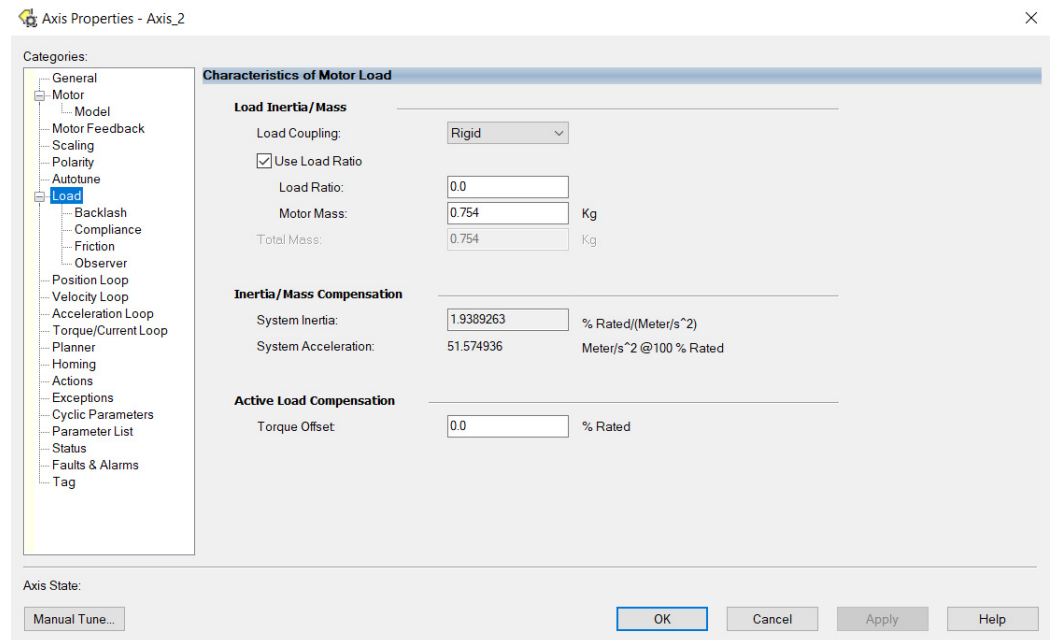 Axis Properties - Axis_2
Categories:
General
Motor
Model
Motor Feedback
Scaling
Polarity
Autotune
Load
Backlash
Compliance
Friction
Observer
Position Loop
Velocity Loop
Acceleration Loop
Torque/Current Loop
Planner
Homing
Actions
Exceptions
Cyclic Parameters
Parameter List
Status
Faults & Alarms
Tag
Characteristics of Motor Load
Load Inertia/Mass
Load Coupling: Rigid
Use Load Ratio
Load Ratio: 0.0
Motor Mass: 0.754 Kg
Total Mass: 0.754 Kg
Inertia/Mass Compensation
System Inertia: 1.9389263 % Rated/(Meter/s^2)
System Acceleration: 51.574936 Meter/s^2 @100 % Rated
Active Load Compensation
Torque Offset: 0.0 % Rated
Axis State:
Manual Tune... OK Cancel Apply Help